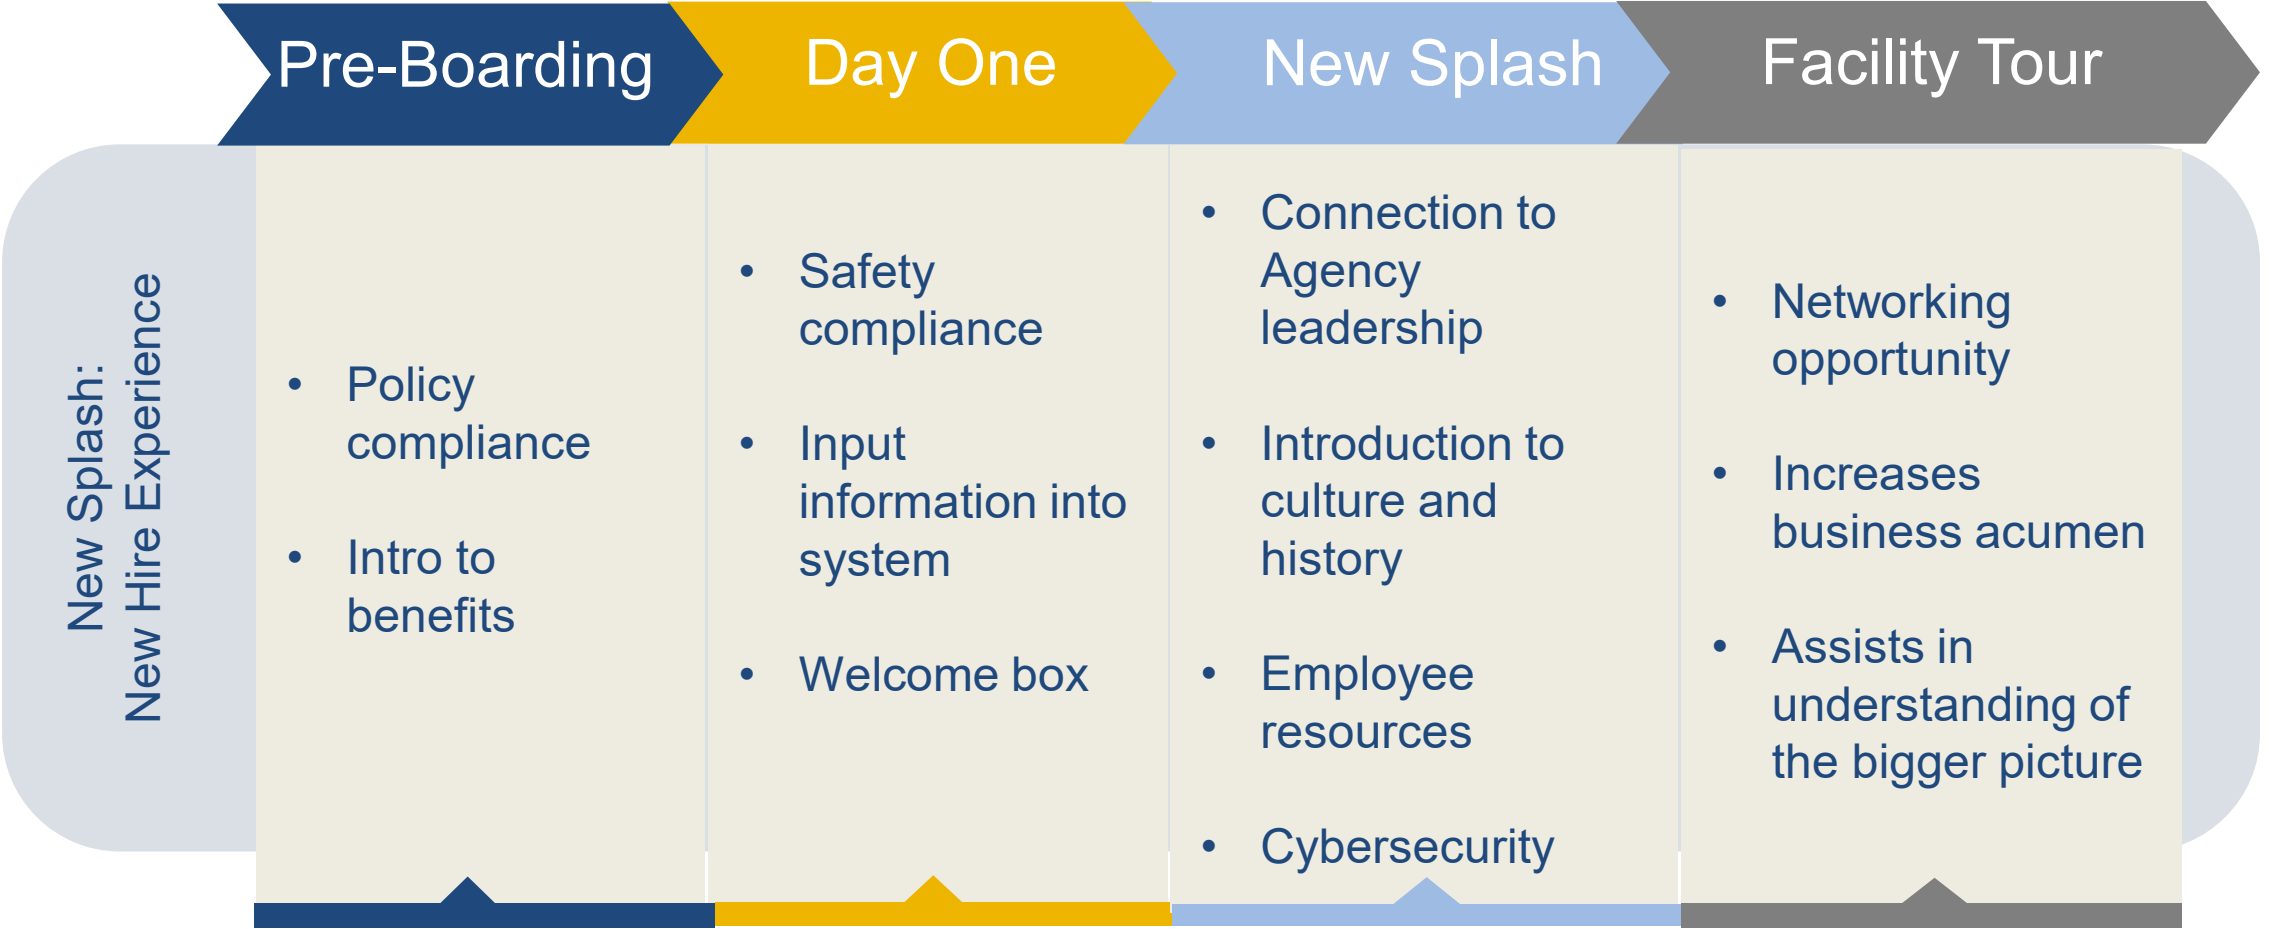 Pre-Boarding
Day One
New Splash
Facility Tour
New Splash:
New Hire Experience
• Policy
compliance
• Intro to
benefits
• Safety
compliance
• Input
information into
system
• Welcome box
• Connection to
Agency
leadership
• Introduction to
culture and
history
• Employee
resources
• Cybersecurity
• Networking
opportunity
• Increases
business acumen
• Assists in
understanding of
the bigger picture